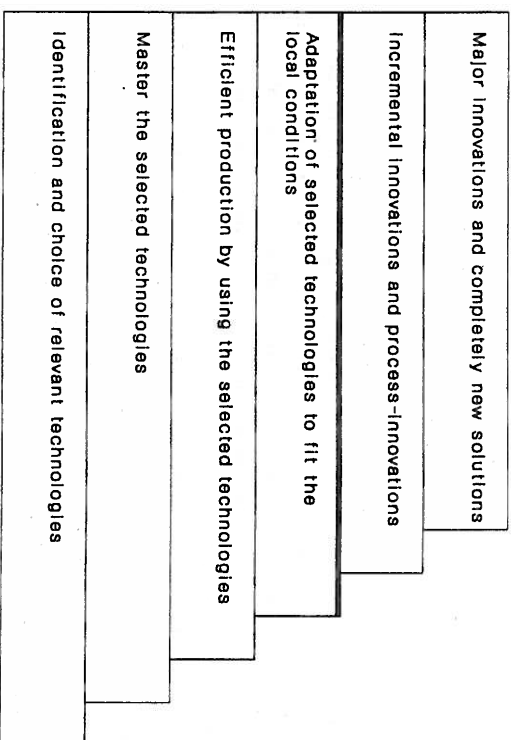 Major innovations and completely new solutions
Incremental innovations and process-innovations
Adaptation of selected technologies to fit the
local conditions
Efficient production by using the selected technologies
Master the selected technologies
Identification and choice of relevant technologies